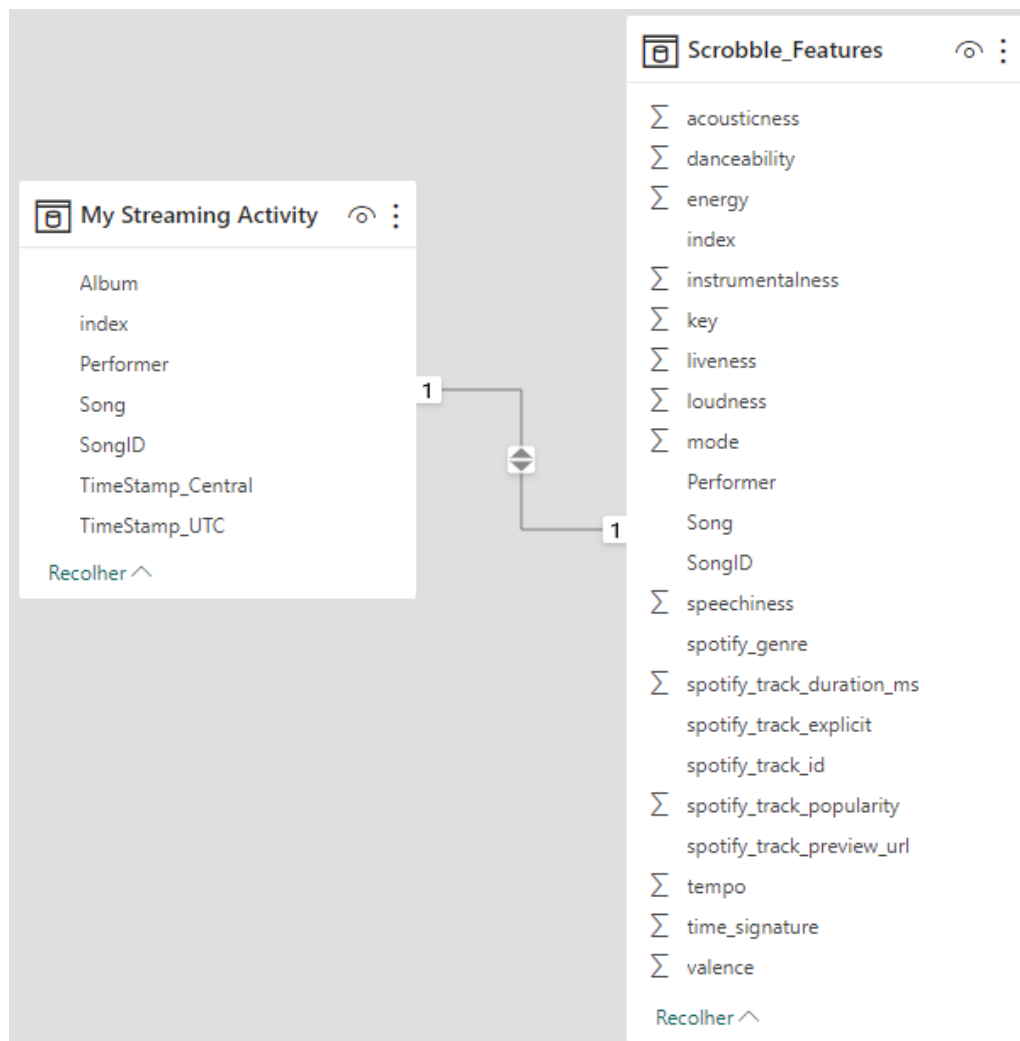 My Streaming Activity
Album
index
Performer
Song
SongID
TimeStamp_Central
TimeStamp_UTC
Recolher
1
1
Scrobble_Features
Σ acousticness
Σ danceability
Σ energy
index
Σ instrumentalness
Σ key
Σ liveness
Σ loudness
Σ mode
Performer
Song
SongID
Σ speechiness
spotify_genre
Σ spotify_track_duration_ms
spotify_track_explicit
spotify_track_id
Σ spotify_track_popularity
spotify_track_preview_url
Σ tempo
Σ time_signature
Σ valence
Recolher